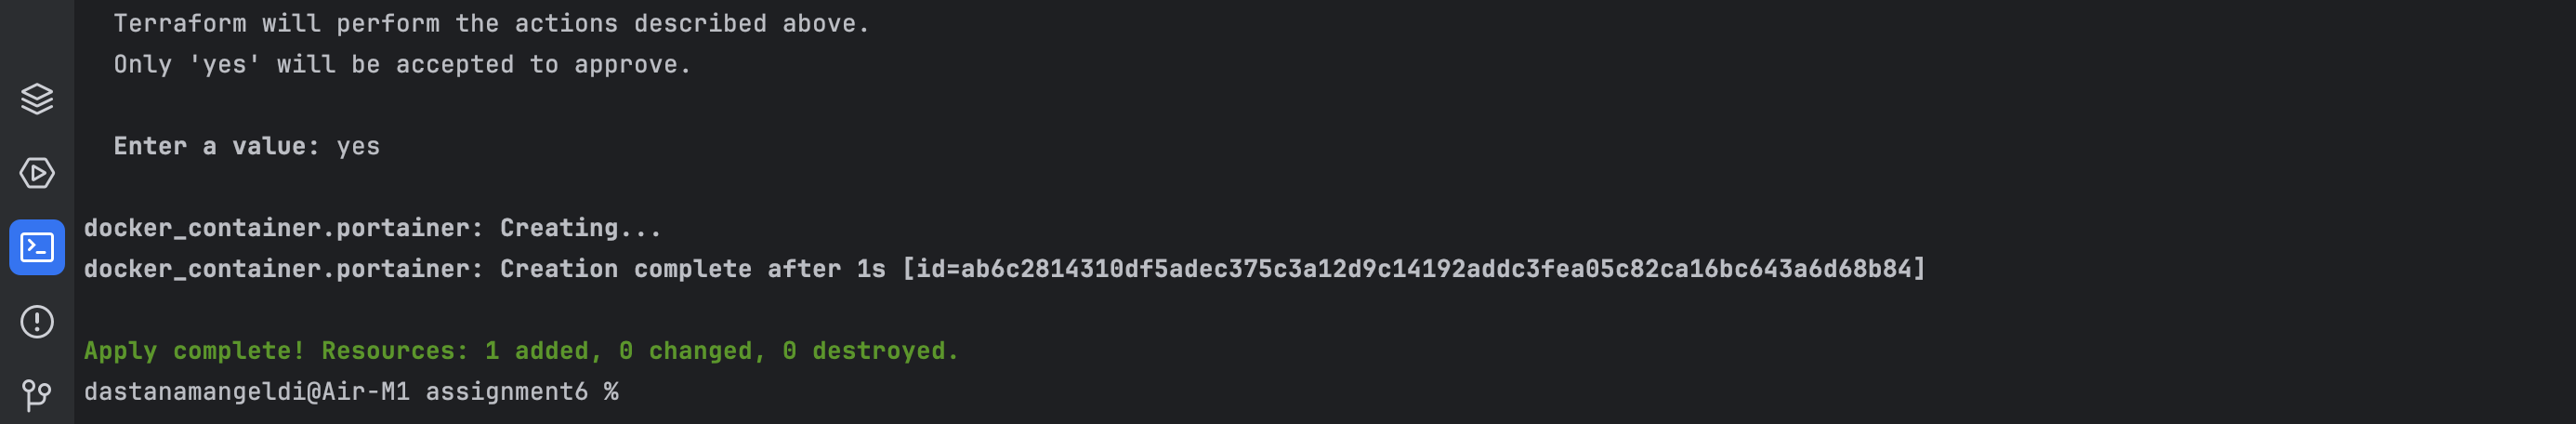 Terraform will perform the actions described above.
Only 'yes' will be accepted to approve.
Enter a value: yes
docker_container.portainer: Creating...
docker_container.portainer: Creation complete after 1s [id=ab6c2814310df5adec375c3a12d9c14192addc3fea05c82ca16bc643a6d68b84]
Apply complete! Resources: 1 added, 0 changed, 0 destroyed.
dastanamangeldi@Air-M1 assignment6 %